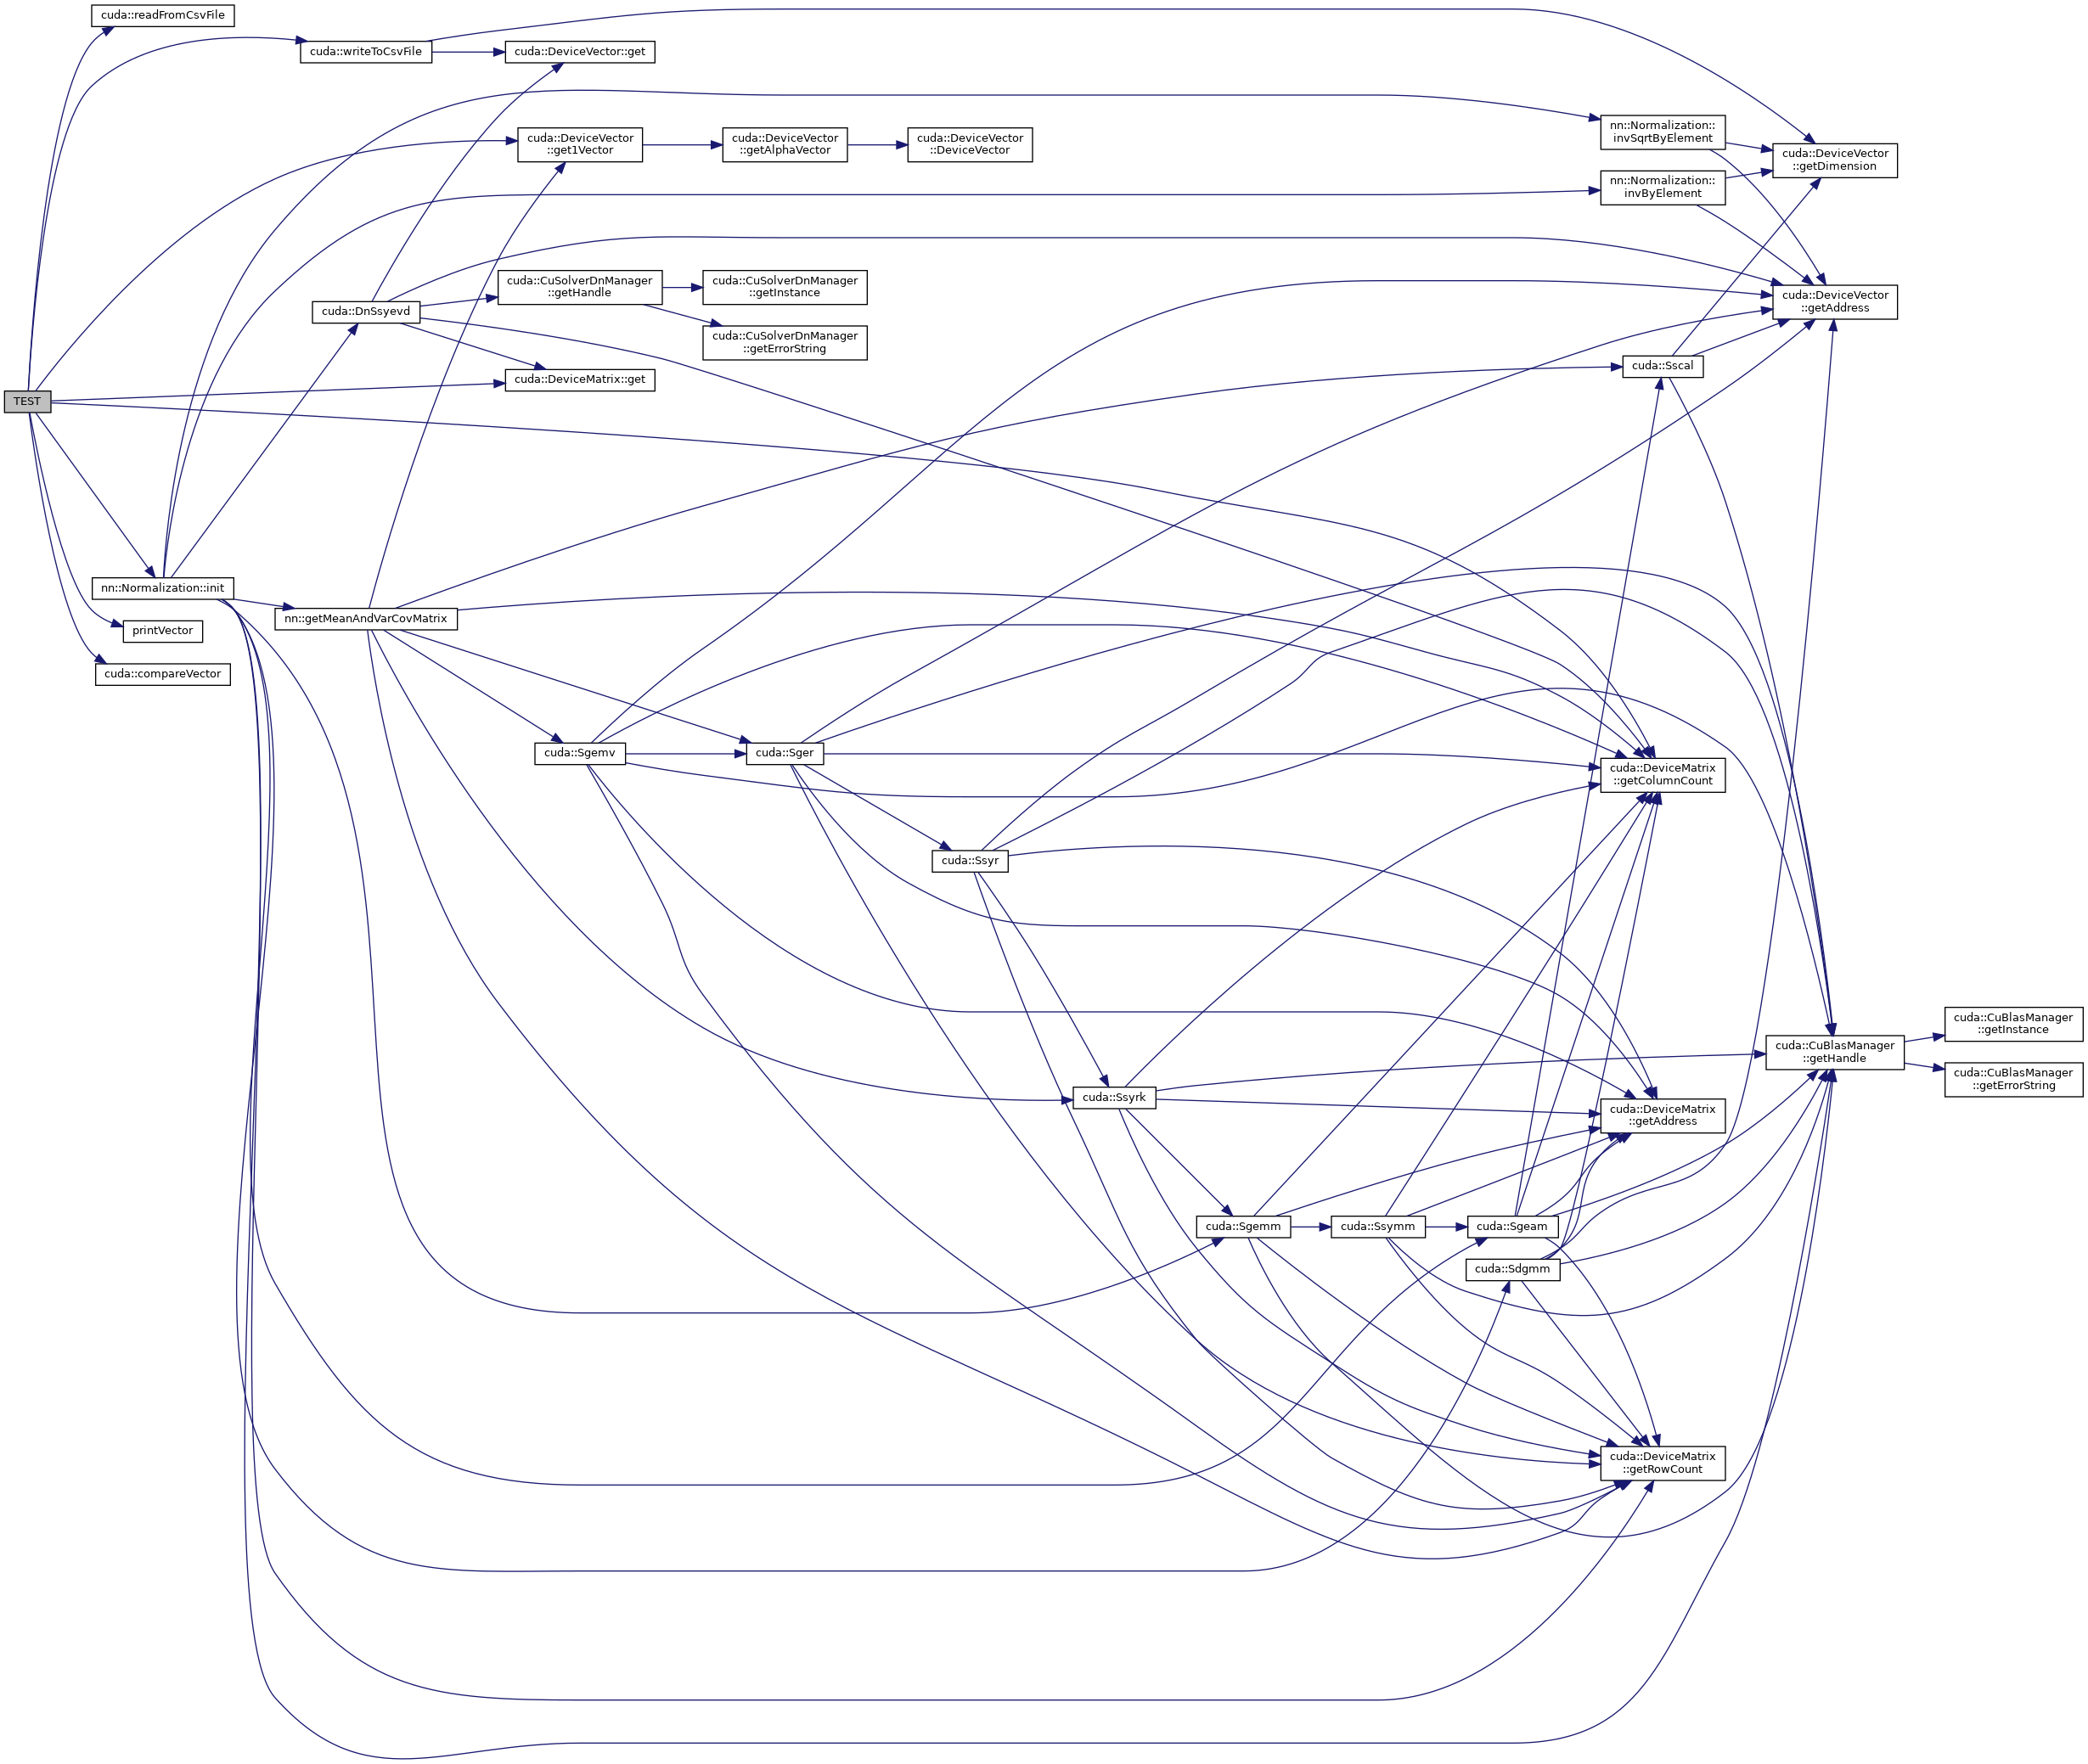 cuda::readFromCsvFile
cuda::writeToCsvFile
cuda::DeviceVector::get
cuda::DeviceVector
::get1Vector
cuda::DeviceVector
::getAlphaVector
cuda::DeviceVector
::DeviceVector
nn::Normalization::
invSqrtByElement
cuda::DeviceVector
::getDimension
nn::Normalization::
invByElement
cuda::CuSolverDnManager
::getHandle
cuda::CuSolverDnManager
::getInstance
cuda::DeviceVector
::getAddress
cuda::DnSsyevd
cuda::CuSolverDnManager
::getErrorString
cuda::Sscal
cuda::DeviceMatrix::get
TEST
nn::Normalization::init
nn::getMeanAndVarCovMatrix
printVector
cuda::compareVector
cuda::Sgemv
cuda::Sger
cuda::DeviceMatrix
::getColumnCount
cuda::Ssyr
cuda::CuBlasManager
::getInstance
cuda::CuBlasManager
::getHandle
cuda::CuBlasManager
::getErrorString
cuda::Ssyrk
cuda::DeviceMatrix
::getAddress
cuda::Sgemm
cuda::Ssymm
cuda::Sgeam
cuda::Sdgmm
cuda::DeviceMatrix
::getRowCount